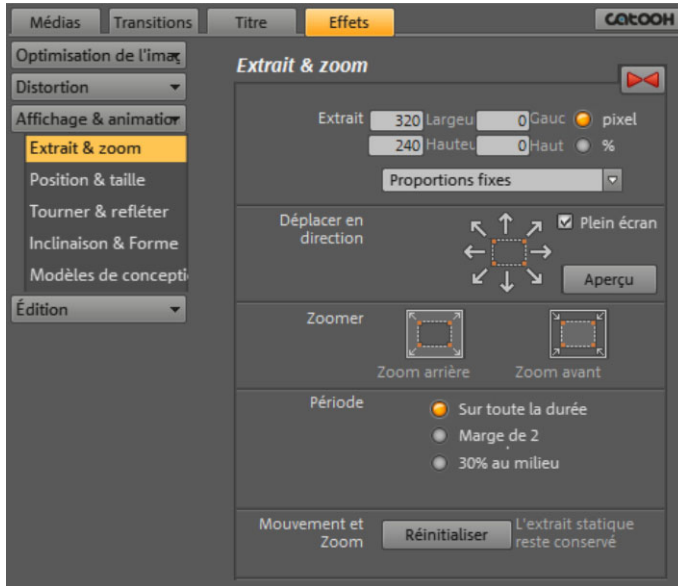 Médias Transitions Titre Effets catooh
Optimisation de l'imag
Distortion
Affichage & animation
Extrait & zoom
Position & taille
Tourner & refléter
Inclinaison & Forme
Modèles de concepti
Édition
Extrait & zoom
Extrait 320 Largeu 0 Gauc pixel
240 Hauteu 0 Haut %
Proportions fixes
Déplacer en
direction
Plein écran
Aperçu
Zoomer
Zoom arrière Zoom avant
Période
Sur toute la durée
Marge de 2
30% au milieu
Mouvement et
Zoom
Réinitialiser
L'extrait statique
reste conservé